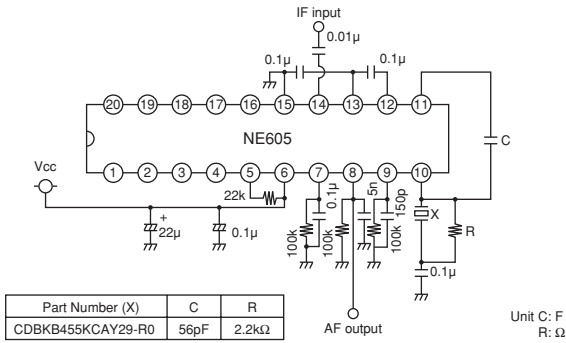 IF input
0.01µ
0.1µ
0.1µ
20 19 18 17 16 15 14 13 12 11
NE605
C
1 2 3 4 5 6 7 8 9 10
Vcc
22k
+
22µ
0.1µ
100k
0.1µ
100k
5n
100k
150p
X
R
0.1µ
AF output
Part Number (X) C R
CDBKB455KCAY29-R0 56pF 2.2kΩ
Unit C: F
R: Ω